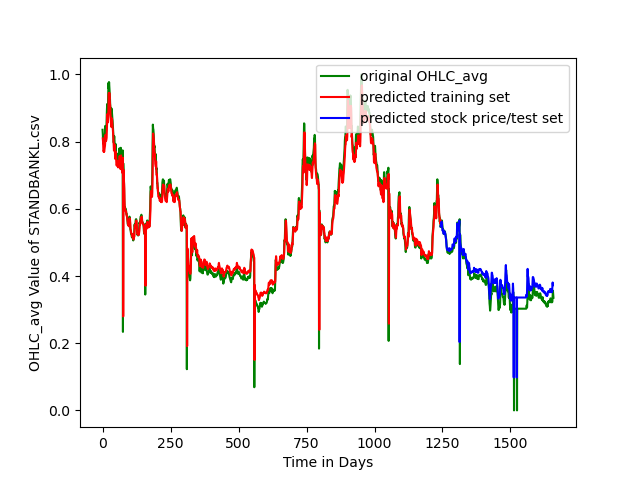 original OHLC_avg
predicted training set
predicted stock price/test set
OHLC_avg Value of STANDBANKL.csv
1.0
0.8
0.6
0.4
0.2
0.0
0 250 500 750 1000 1250 1500
Time in Days